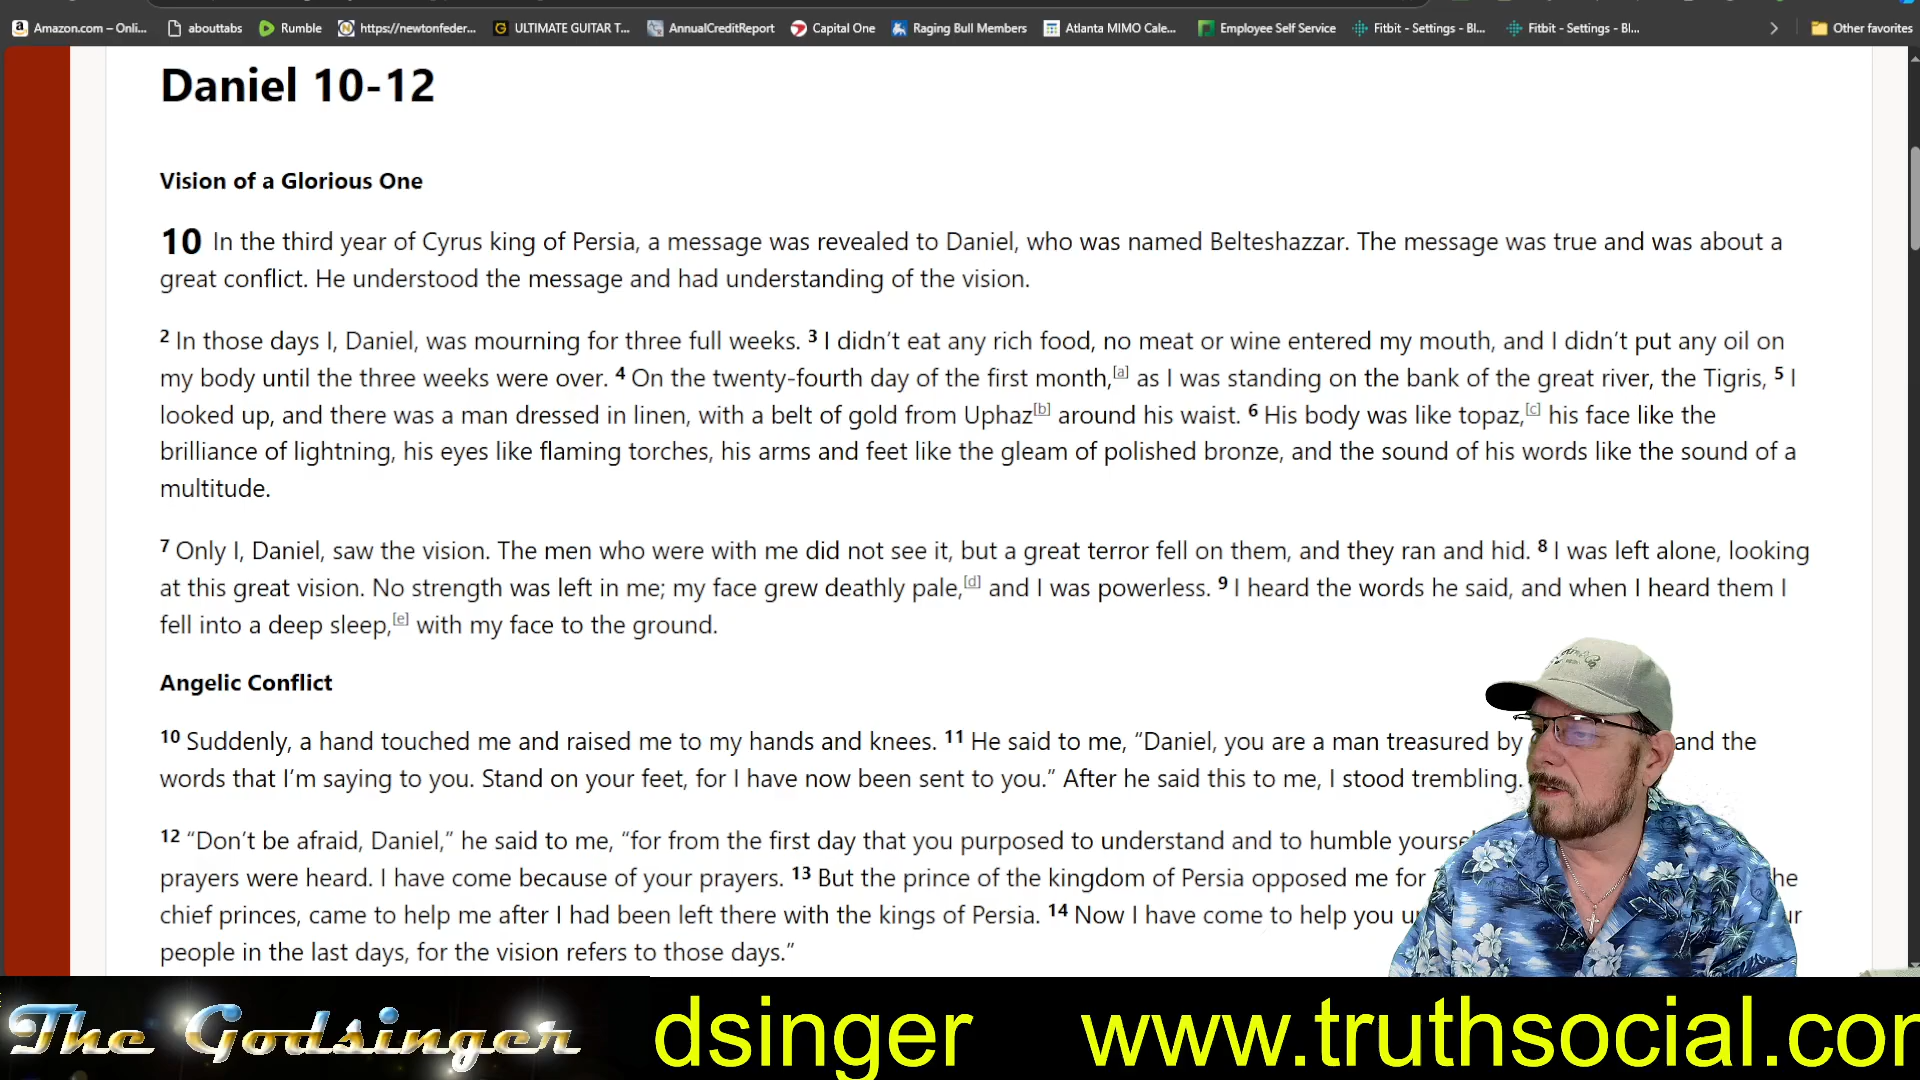 Amazon.com – Onli...
abouttabs
Rumble
https://newtonfeder...
ULTIMATE GUITAR T...
AnnualCreditReport
Capital One
Raging Bull Members
Atlanta MIMO Cale...
Employee Self Service
Fitbit - Settings - Bl...
Fitbit - Settings - Bl...
Other favorites
Daniel 10-12
Vision of a Glorious One
10 In the third year of Cyrus king of Persia, a message was revealed to Daniel, who was named Belteshazzar. The message was true and was about a
great conflict. He understood the message and had understanding of the vision.
2 In those days I, Daniel, was mourning for three full weeks. 3 I didn’t eat any rich food, no meat or wine entered my mouth, and I didn’t put any oil on
my body until the three weeks were over. 4 On the twenty-fourth day of the first month,[a] as I was standing on the bank of the great river, the Tigris, 5 I
looked up, and there was a man dressed in linen, with a belt of gold from Uphaz[b] around his waist. 6 His body was like topaz,[c] his face like the
brilliance of lightning, his eyes like flaming torches, his arms and feet like the gleam of polished bronze, and the sound of his words like the sound of a
multitude.
7 Only I, Daniel, saw the vision. The men who were with me did not see it, but a great terror fell on them, and they ran and hid. 8 I was left alone, looking
at this great vision. No strength was left in me; my face grew deathly pale,[d] and I was powerless. 9 I heard the words he said, and when I heard them I
fell into a deep sleep,[e] with my face to the ground.
Angelic Conflict
10 Suddenly, a hand touched me and raised me to my hands and knees. 11 He said to me, “Daniel, you are a man treasured by and the
words that I’m saying to you. Stand on your feet, for I have now been sent to you.” After he said this to me, I stood trembling.
12 “Don’t be afraid, Daniel,” he said to me, “for from the first day that you purposed to understand and to humble
prayers were heard. I have come because of your prayers. 13 But the prince of the kingdom of Persia opposed me for
chief princes, came to help me after I had been left there with the kings of Persia. 14 Now I have come to help you
people in the last days, for the vision refers to those days.”
The Godsinger
dsinger www.truthsocial.con